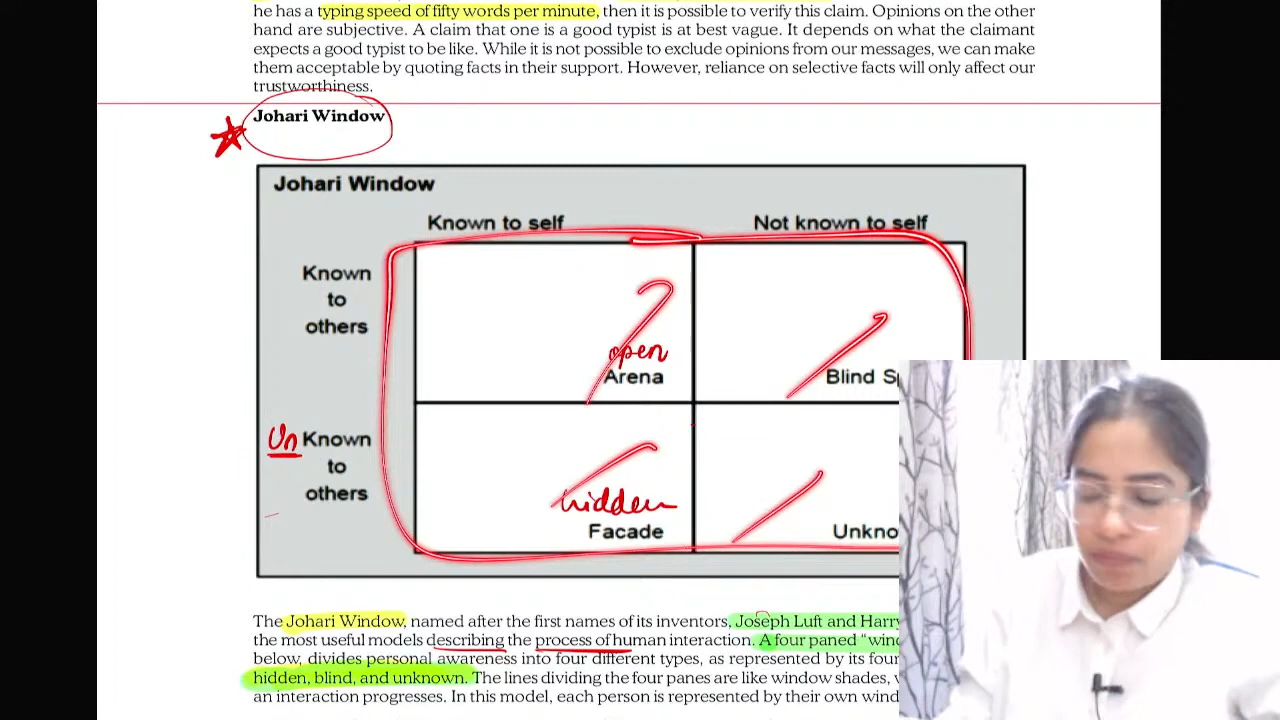 he has a typing speed of fifty words per minute, then it is possible to verify this claim. Opinions on the other
hand are subjective. A claim that one is a good typist is at best vague. It depends on what the claimant
expects a good typist to be like. While it is not possible to exclude opinions from our messages, we can make
them acceptable by quoting facts in their support. However, reliance on selective facts will only affect our
trustworthiness.
Johari Window
Johari Window
Known to self Not known to self
Known
to
others
open
Arena
Blind Sp
Un Known
to
others
hidden
Facade
Unkno
The Johari Window, named after the first names of its inventors, Joseph Luft and Harry
the most useful models describing the process of human interaction. A four paned "wind
below, divides personal awareness into four different types, as represented by its four
hidden, blind, and unknown. The lines dividing the four panes are like window shades,
an interaction progresses. In this model, each person is represented by their own wind